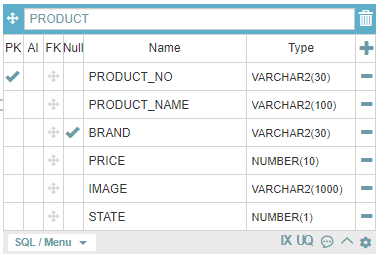 PRODUCT
PK AI FK Null Name Type
PRODUCT_NO VARCHAR2(30)
PRODUCT_NAME VARCHAR2(100)
BRAND VARCHAR2(30)
PRICE NUMBER(10)
IMAGE VARCHAR2(1000)
STATE NUMBER(1)
SQL / Menu IX UQ